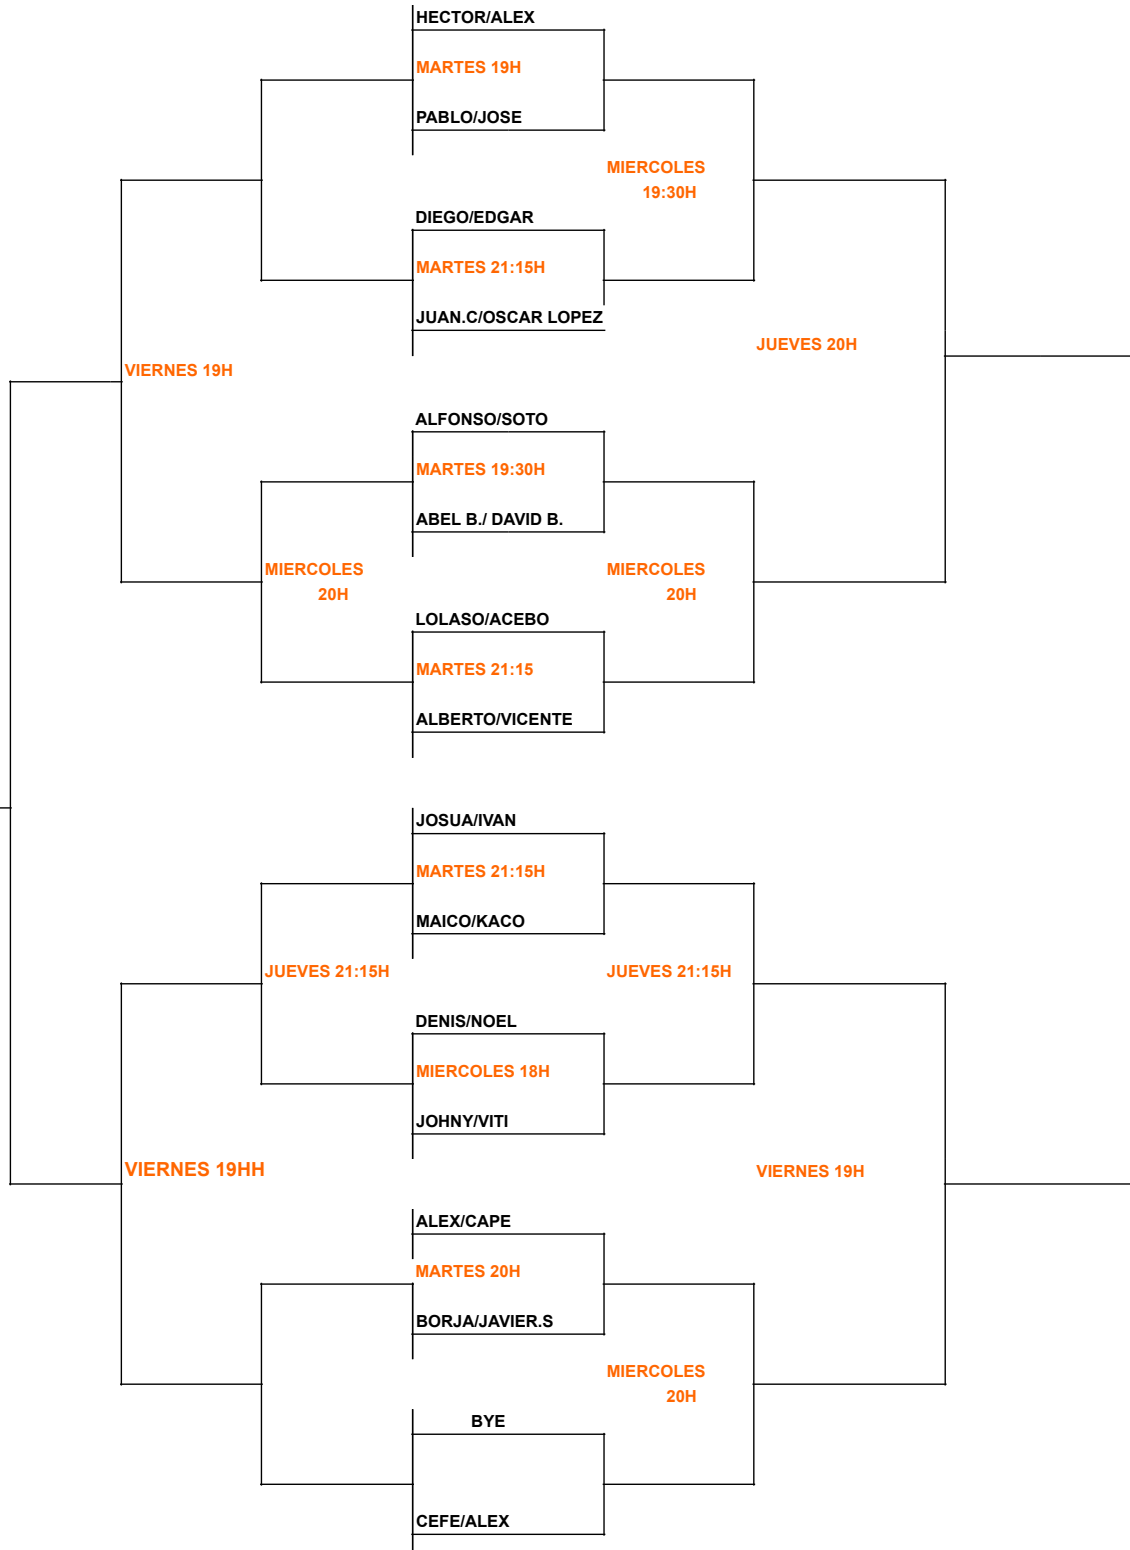 HECTOR/ALEX
MARTES 19H
PABLO/JOSE
MIERCOLES
19:30H
DIEGO/EDGAR
MARTES 21:15H
JUAN.C/OSCAR LOPEZ
JUEVES 20H
VIERNES 19H
ALFONSO/SOTO
MARTES 19:30H
ABEL B./ DAVID B.
MIERCOLES
20H
MIERCOLES
20H
LOLASO/ACEBO
MARTES 21:15
ALBERTO/VICENTE
JOSUA/IVAN
MARTES 21:15H
MAICO/KACO
JUEVES 21:15H
JUEVES 21:15H
DENIS/NOEL
MIERCOLES 18H
JOHNY/VITI
VIERNES 19HH
VIERNES 19H
ALEX/CAPE
MARTES 20H
BORJA/JAVIER.S
MIERCOLES
20H
BYE
CEFE/ALEX